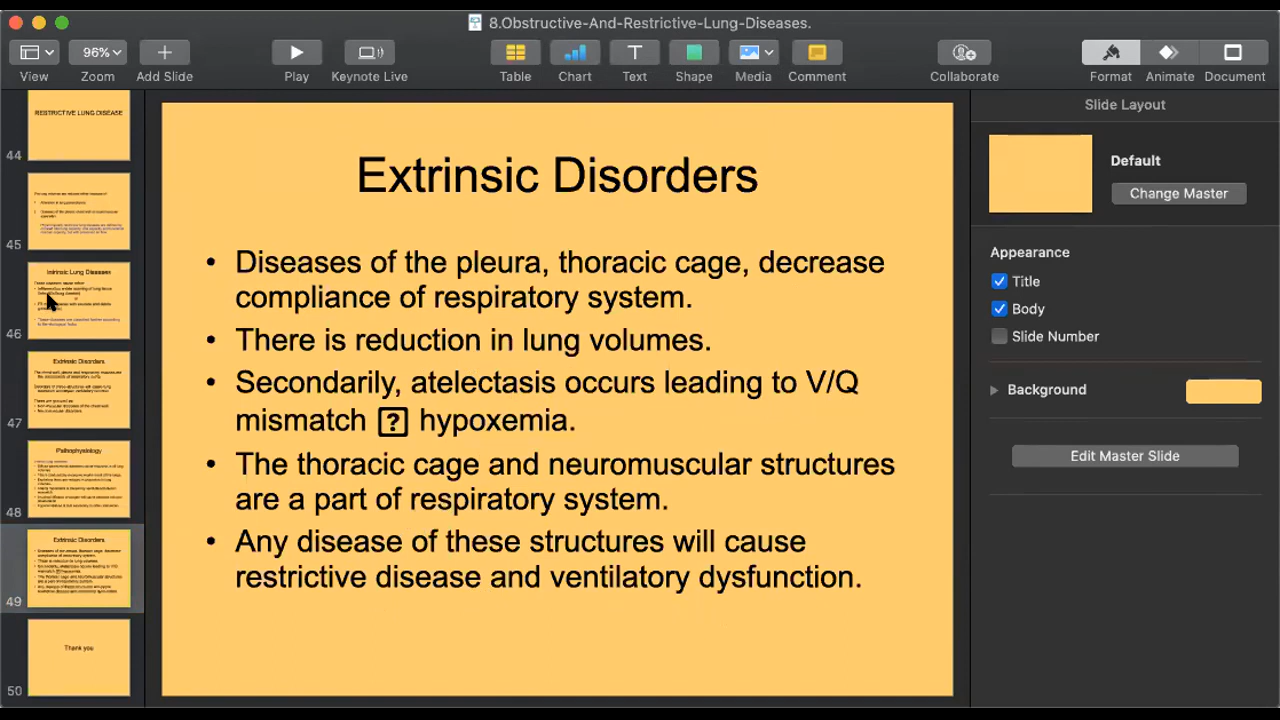 8.Obstructive-And-Restrictive-Lung-Diseases.
96%
View
Zoom
Add Slide
Play
Keynote Live
Table
Chart
Text
Shape
Media
Comment
Collaborate
Format
Animate
Document
RESTRICTIVE LUNG DISEASE
44
45
Intrinsic Lung Diseases
46
Extrinsic Disorders
47
Pathophysiology
48
Extrinsic Disorders
49
Thank you
50
Extrinsic Disorders
• Diseases of the pleura, thoracic cage, decrease
compliance of respiratory system.
• There is reduction in lung volumes.
• Secondarily, atelectasis occurs leading to V/Q
mismatch ? hypoxemia.
• The thoracic cage and neuromuscular structures
are a part of respiratory system.
• Any disease of these structures will cause
restrictive disease and ventilatory dysfunction.
Slide Layout
Default
Change Master
Appearance
Title
Body
Slide Number
Background
Edit Master Slide